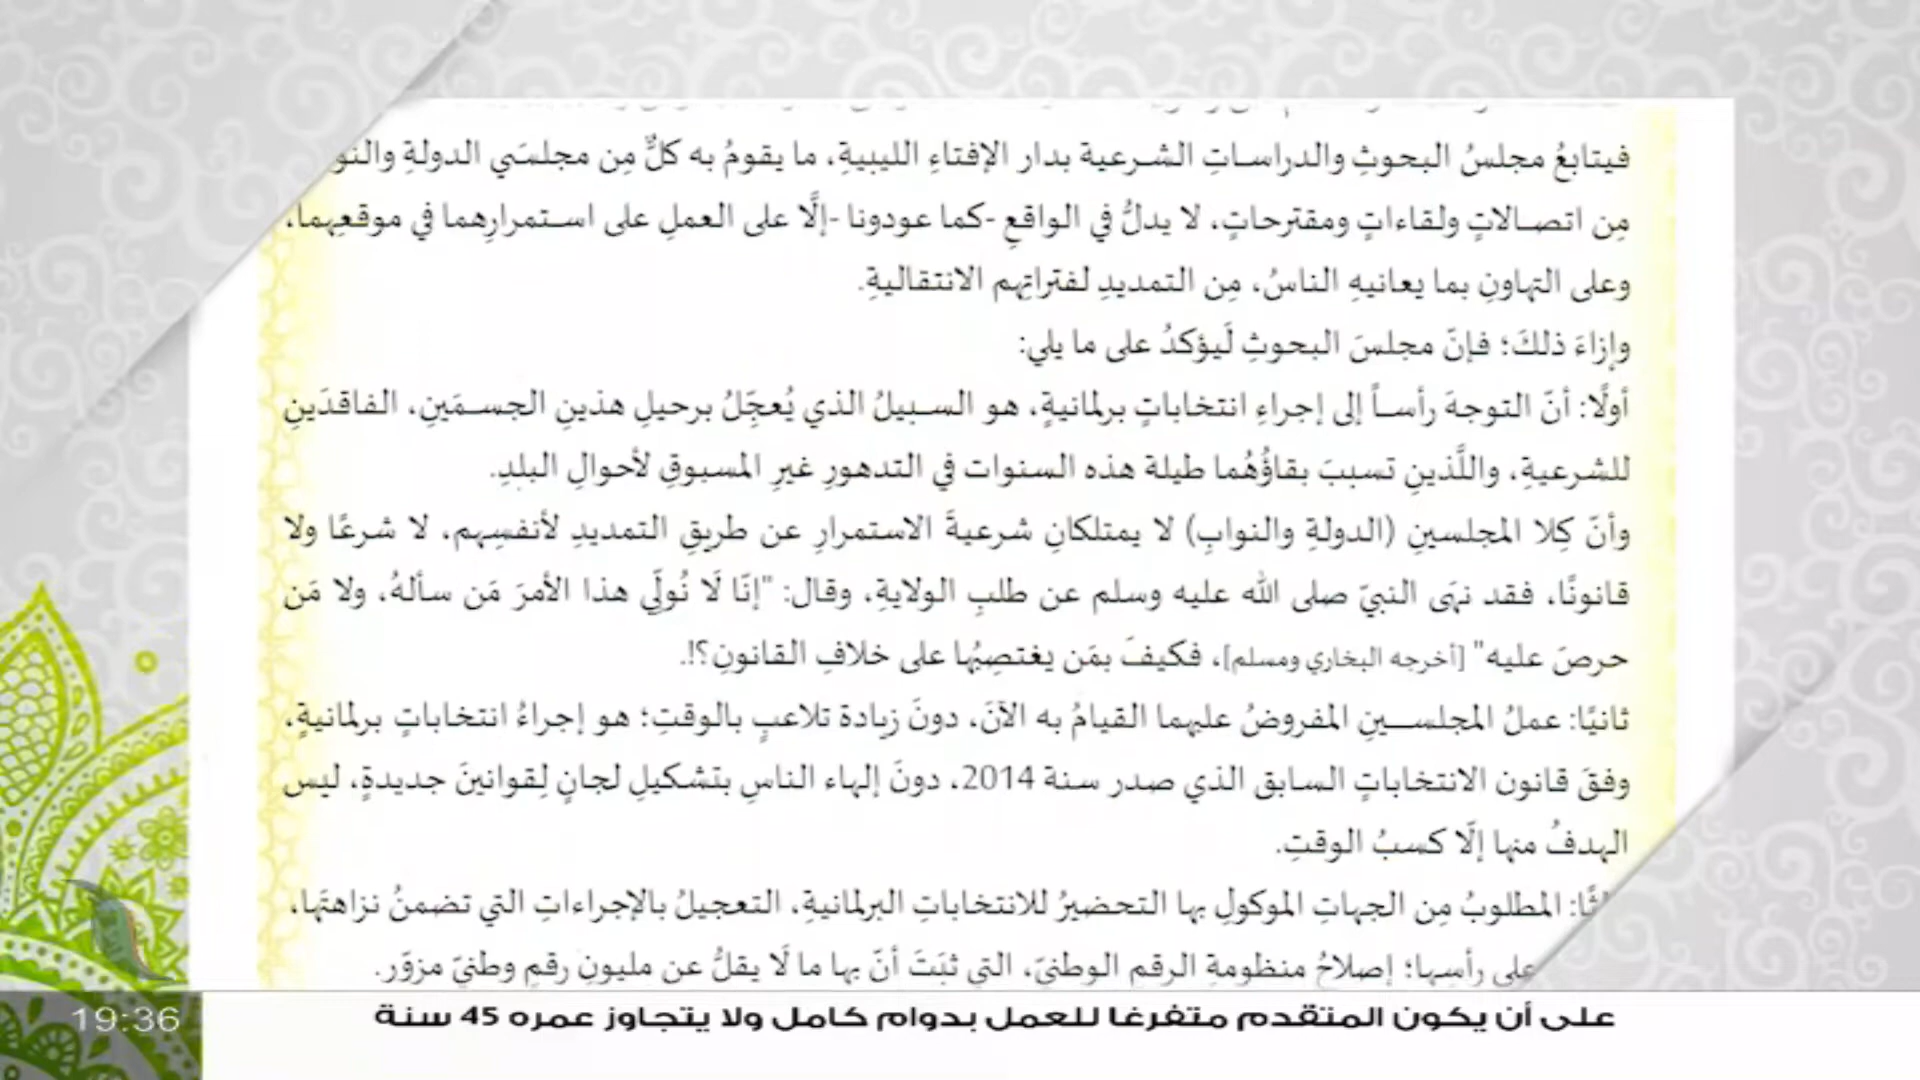 فيتابعُ مجلسُ البحوثِ والدراساتِ الشرعية بدار الإفتاءِ الليبيةِ، ما يقومُ به كلٌّ مِن مجلسَي الدولةِ
مِن اتصالاتٍ ولقاءاتٍ ومقترحاتٍ، لا يدلُّ في الواقعِ -كما عودونا -إلَّا على العملِ على استمرارِهما في موقعِهما،
وعلى التهاونِ بما يعانيهِ الناسُ، مِن التمديدِ لفتراتِهم الانتقاليةِ.
وإزاءَ ذلكَ؛ فإنّ مجلسَ البحوثِ لَيؤكدُ على ما يلي:
أولًا: أنّ التوجهَ رأساً إلى إجراءِ انتخاباتٍ برلمانيةٍ، هو السبيلُ الذي يُعجِّلُ برحيلِ هذينِ الجسمَينِ، الفاقدَينِ
للشرعيةِ، واللَّذينِ تسببَ بقاؤُهُما طيلة هذه السنوات في التدهورِ غيرِ المسبوقِ لأحوالِ البلدِ.
وأنّ كِلا المجلسينِ (الدولةِ والنوابِ) لا يمتلكانِ شرعيةَ الاستمرارِ عن طريقِ التمديدِ لأنفسِهم، لا شرعًا ولا
قانونًا، فقد نهَى النبيّ صلى الله عليه وسلم عن طلبِ الولايةِ، وقال: "إنّا لَا نُولِّي هذا الأمرَ مَن سألهُ، ولا مَن
حرصَ عليه" [أخرجه البخاري ومسلم]، فكيفَ بمَن يغتصِبُها على خلافِ القانونِ؟!.
ثانيًا: عملُ المجلسينِ المفروضُ عليهما القيامُ به الآنَ، دونَ زيادة تلاعبٍ بالوقتِ؛ هو إجراءُ انتخاباتٍ برلمانيةٍ،
وفقَ قانون الانتخاباتِ السابق الذي صدر سنة 2014، دونَ إلهاء الناسِ بتشكيلِ لجانٍ لِقوانينَ جديدةٍ، ليس
الهدفُ منها إلّا كسبُ الوقتِ.
المطلوبُ مِن الجهاتِ الموكولِ بها التحضيرُ للانتخاباتِ البرلمانيةِ، التعجيلُ بالإجراءاتِ التي تضمنُ نزاهتَها،
على رأسِها؛ إصلاحُ منظومةِ الرقمِ الوطنيّ، التي ثبَتَ أنّ بها ما لَا يقلُّ عن مليونِ رقمٍ وطنيّ مزوّر.
على أن يكون المتقدم متفرغا للعمل بدوام كامل ولا يتجاوز عمره 45 سنة
19:36